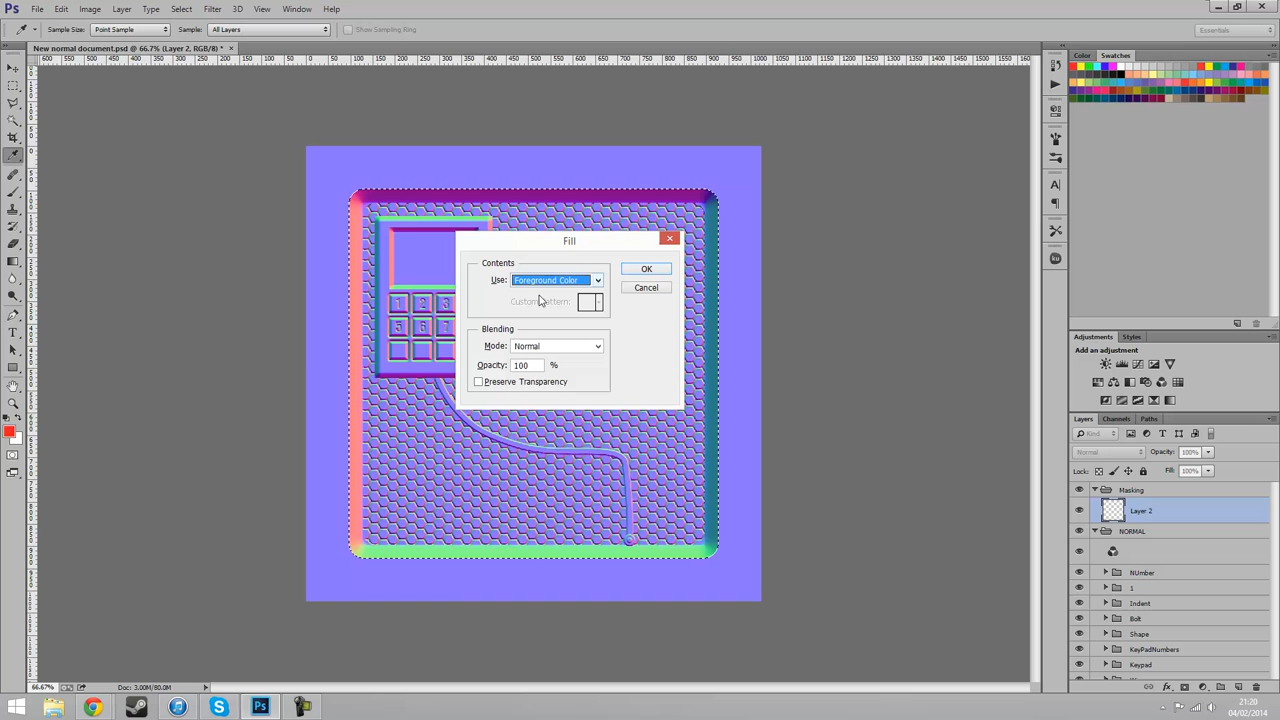 Ps File Edit Image Layer Type Select Filter 3D View Window Help
Sample Size: Point Sample Sample: All Layers Show Sampling Ring Essentials
New normal document.psd @ 66.7% (Layer 2, RGB/8) * ×
Color Swatches
Fill
Contents
Use: Foreground Color
OK
Custom Pattern:
Cancel
Blending
Mode: Normal
Opacity: 100 %
Preserve Transparency
1 2 3
5 6 7
Adjustments Styles
Add an adjustment
Layers Channels Paths
Kind
Normal Opacity: 100%
Lock: Fill: 100%
Masking
Layer 2
NORMAL
NUmber
1
Indent
Bolt
Shape
KeyPadNumbers
Keypad
66.67% Doc: 3.00M/80.0M
21:20
04/02/2014